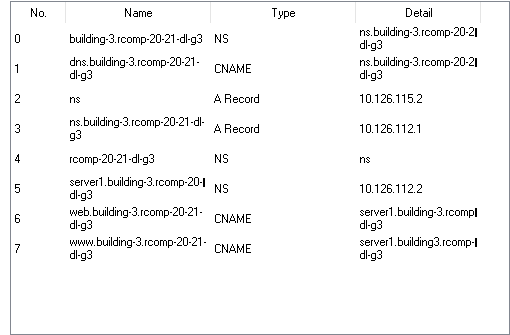 No. Name Type Detail
0 building-3.rcomp-20-21-dl-g3 NS ns.building-3.rcomp-20-2
dl-g3
1 dns.building-3.rcomp-20-21-
dl-g3 CNAME ns.building-3.rcomp-20-2
dl-g3
2 ns A Record 10.126.115.2
3 ns.building-3.rcomp-20-21-dl-
g3 A Record 10.126.112.1
4 rcomp-20-21-dl-g3 NS ns
5 server1.building-3.rcomp-20-
dl-g3 NS 10.126.112.2
6 web.building-3.rcomp-20-21-
dl-g3 CNAME server1.building-3.rcomp
dl-g3
7 www.building-3.rcomp-20-21-
dl-g3 CNAME server1.building3.rcomp-
dl-g3